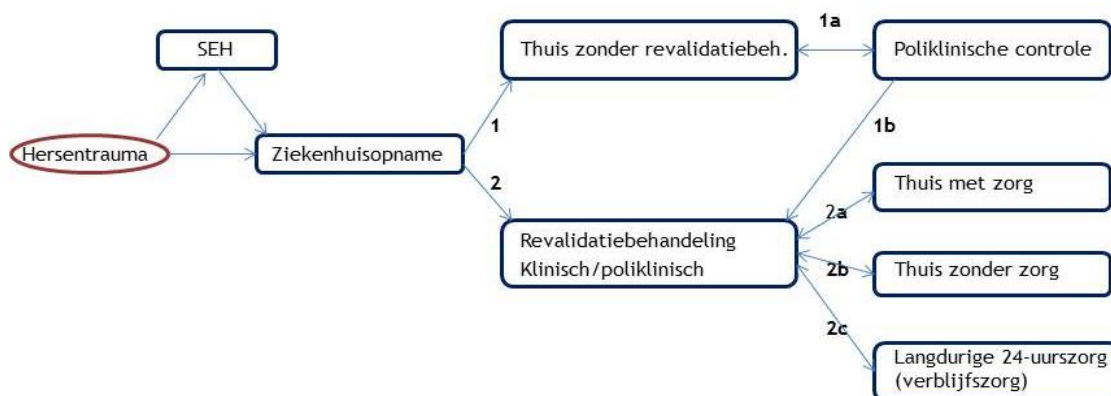 1a
SEH
Thuis zonder revalidatiebeh.
Poliklinische controle
1
1b
Hersentrauma
Ziekenhuisopname
2
Thuis met zorg
2a
Revalidatiebehandeling
Klinisch/poliklinisch
2b
Thuis zonder zorg
2c
Langdurige 24-uurszorg
(verblijfszorg)